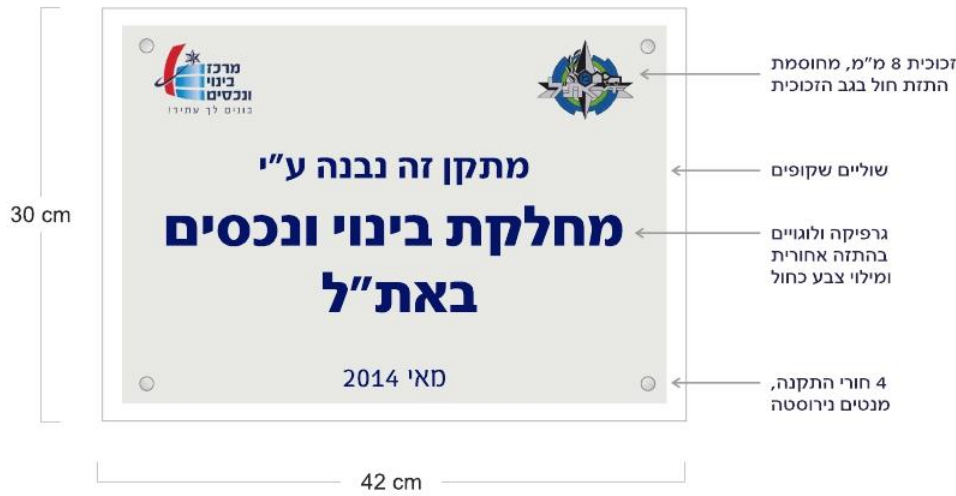 מרכז
בינוי
ונכסים
בונים לך עתיד!
מתקן זה נבנה ע״י
מחלקת בינוי ונכסים
באת״ל
מאי 2014
זכוכית 8 מ״מ, מחוסמת
התזת חול בגב הזכוכית
שוליים שקופים
גרפיקה ולוגויים
בהתזה אחורית
ומילוי צבע כחול
4 חורי התקנה,
מנטים נירוסטה
30 cm
42 cm